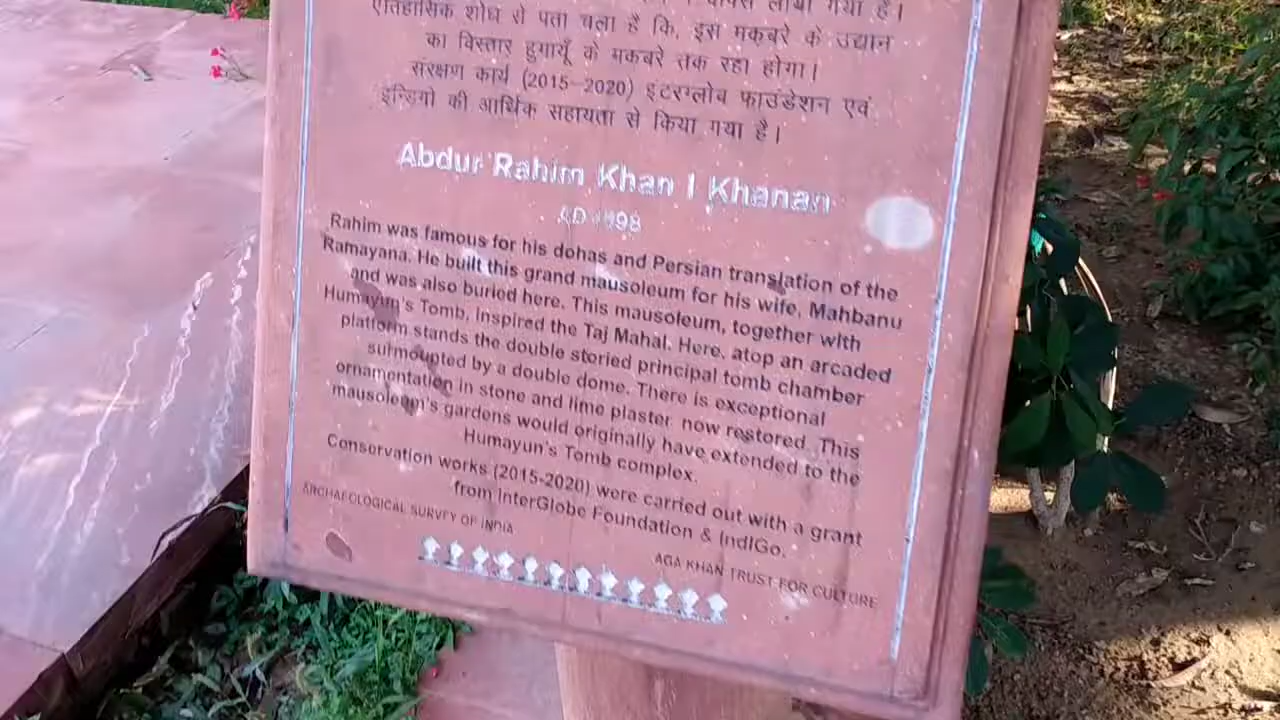 वापस लाया गया है।
ऐतिहासिक शोध से पता चला है कि, इस मक़बरे के उद्यान
का विस्तार हुमायूँ के मकबरे तक रहा होगा।
संरक्षण कार्य (2015-2020) इंटरग्लोब फाउंडेशन एवं
इन्डिगो की आर्थिक सहायता से किया गया है।
Abdur Rahim Khan I Khanan
AD 1598
Rahim was famous for his dohas and Persian translation of the
Ramayana. He built this grand mausoleum for his wife, Mahbanu
and was also buried here. This mausoleum, together with
Humayun's Tomb, inspired the Taj Mahal. Here, atop an arcaded
platform stands the double storied principal tomb chamber
surmounted by a double dome. There is exceptional
ornamentation in stone and lime plaster, now restored. This
mausoleum's gardens would originally have extended to the
Humayun's Tomb complex.
Conservation works (2015-2020) were carried out with a grant
from InterGlobe Foundation & IndiGo.
ARCHAEOLOGICAL SURVEY OF INDIA
AGA KHAN TRUST FOR CULTURE